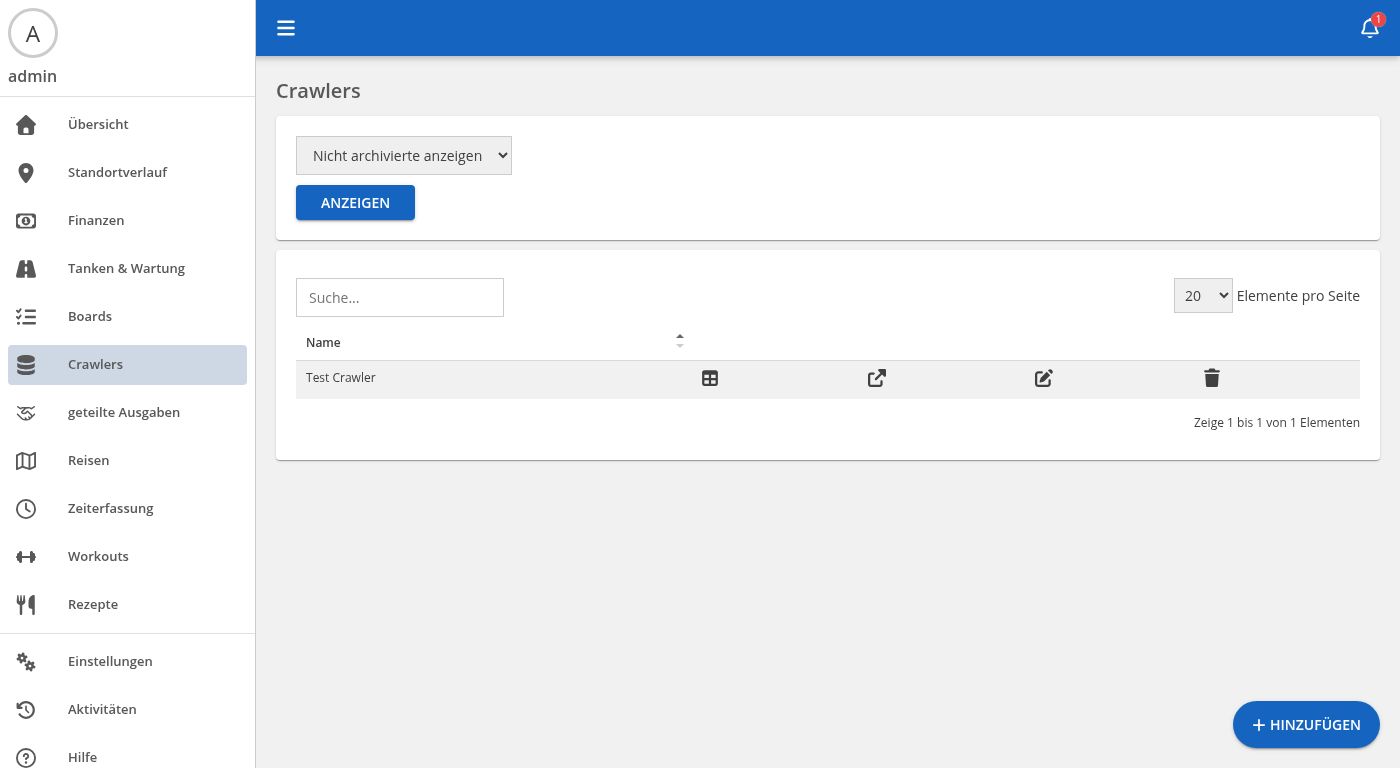 A
admin
Übersicht
Standortverlauf
Finanzen
Tanken & Wartung
Boards
Crawlers
geteilte Ausgaben
Reisen
Zeiterfassung
Workouts
Rezepte
Einstellungen
Aktivitäten
Hilfe
1
Crawlers
Nicht archivierte anzeigen
ANZEIGEN
Suche...
20 Elemente pro Seite
Name
Test Crawler
Zeige 1 bis 1 von 1 Elementen
HINZUFÜGEN